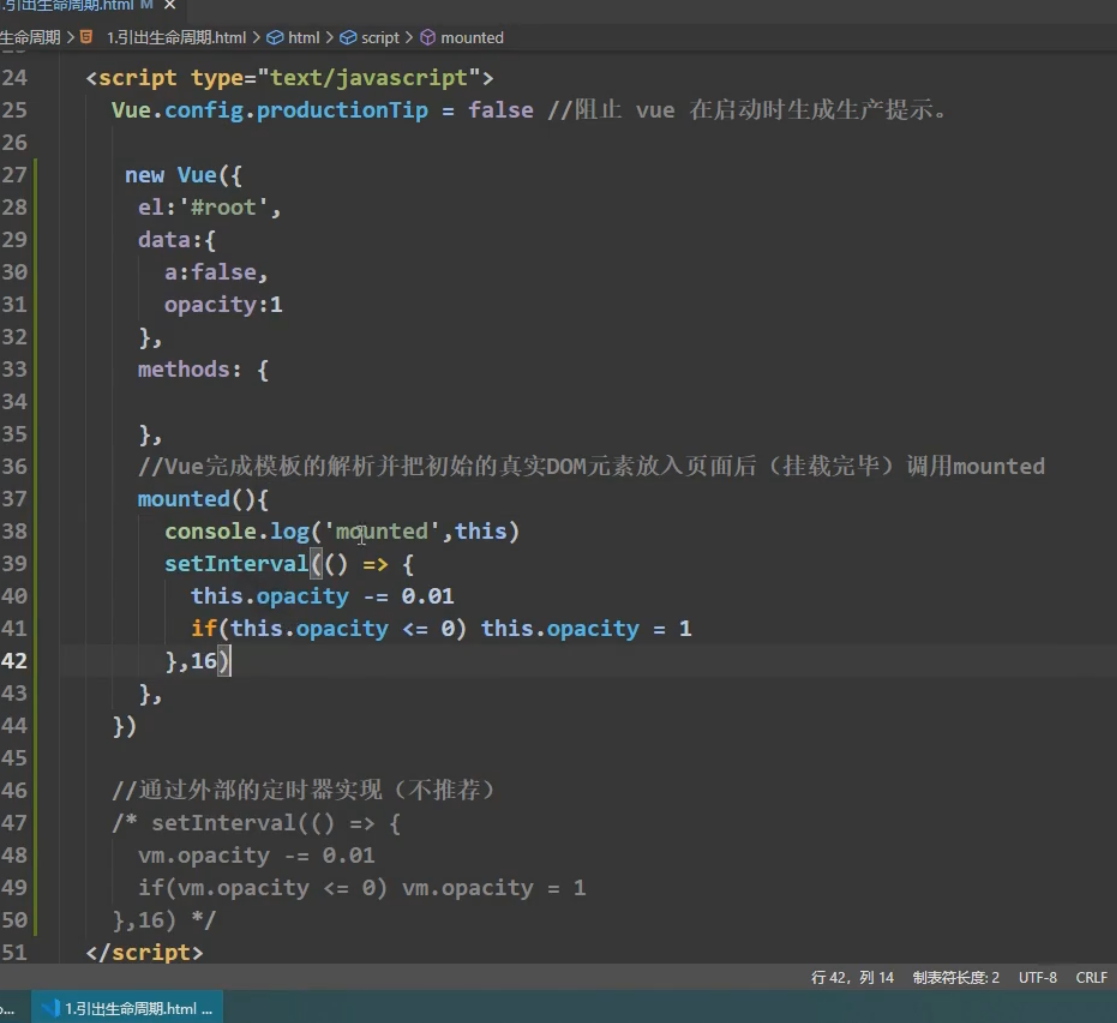 .引出生命周期.html M ×
生命周期 > 1.引出生命周期.html > html > script > mounted
24 <script type="text/javascript">
25 Vue.config.productionTip = false //阻止 vue 在启动时生成生产提示。
26
27 new Vue({
28 el:'#root',
29 data:{
30 a:false,
31 opacity:1
32 },
33 methods: {
34
35 },
36 //Vue完成模板的解析并把初始的真实DOM元素放入页面后（挂载完毕）调用mounted
37 mounted(){
38 console.log('mounted',this)
39 setInterval(() => {
40 this.opacity -= 0.01
41 if(this.opacity <= 0) this.opacity = 1
42 },16)
43 },
44 })
45
46 //通过外部的定时器实现（不推荐）
47 /* setInterval(() => {
48 vm.opacity -= 0.01
49 if(vm.opacity <= 0) vm.opacity = 1
50 },16) */
51 </script>
行 42，列 14 制表符长度: 2 UTF-8 CRLF
1.引出生命周期.html ...